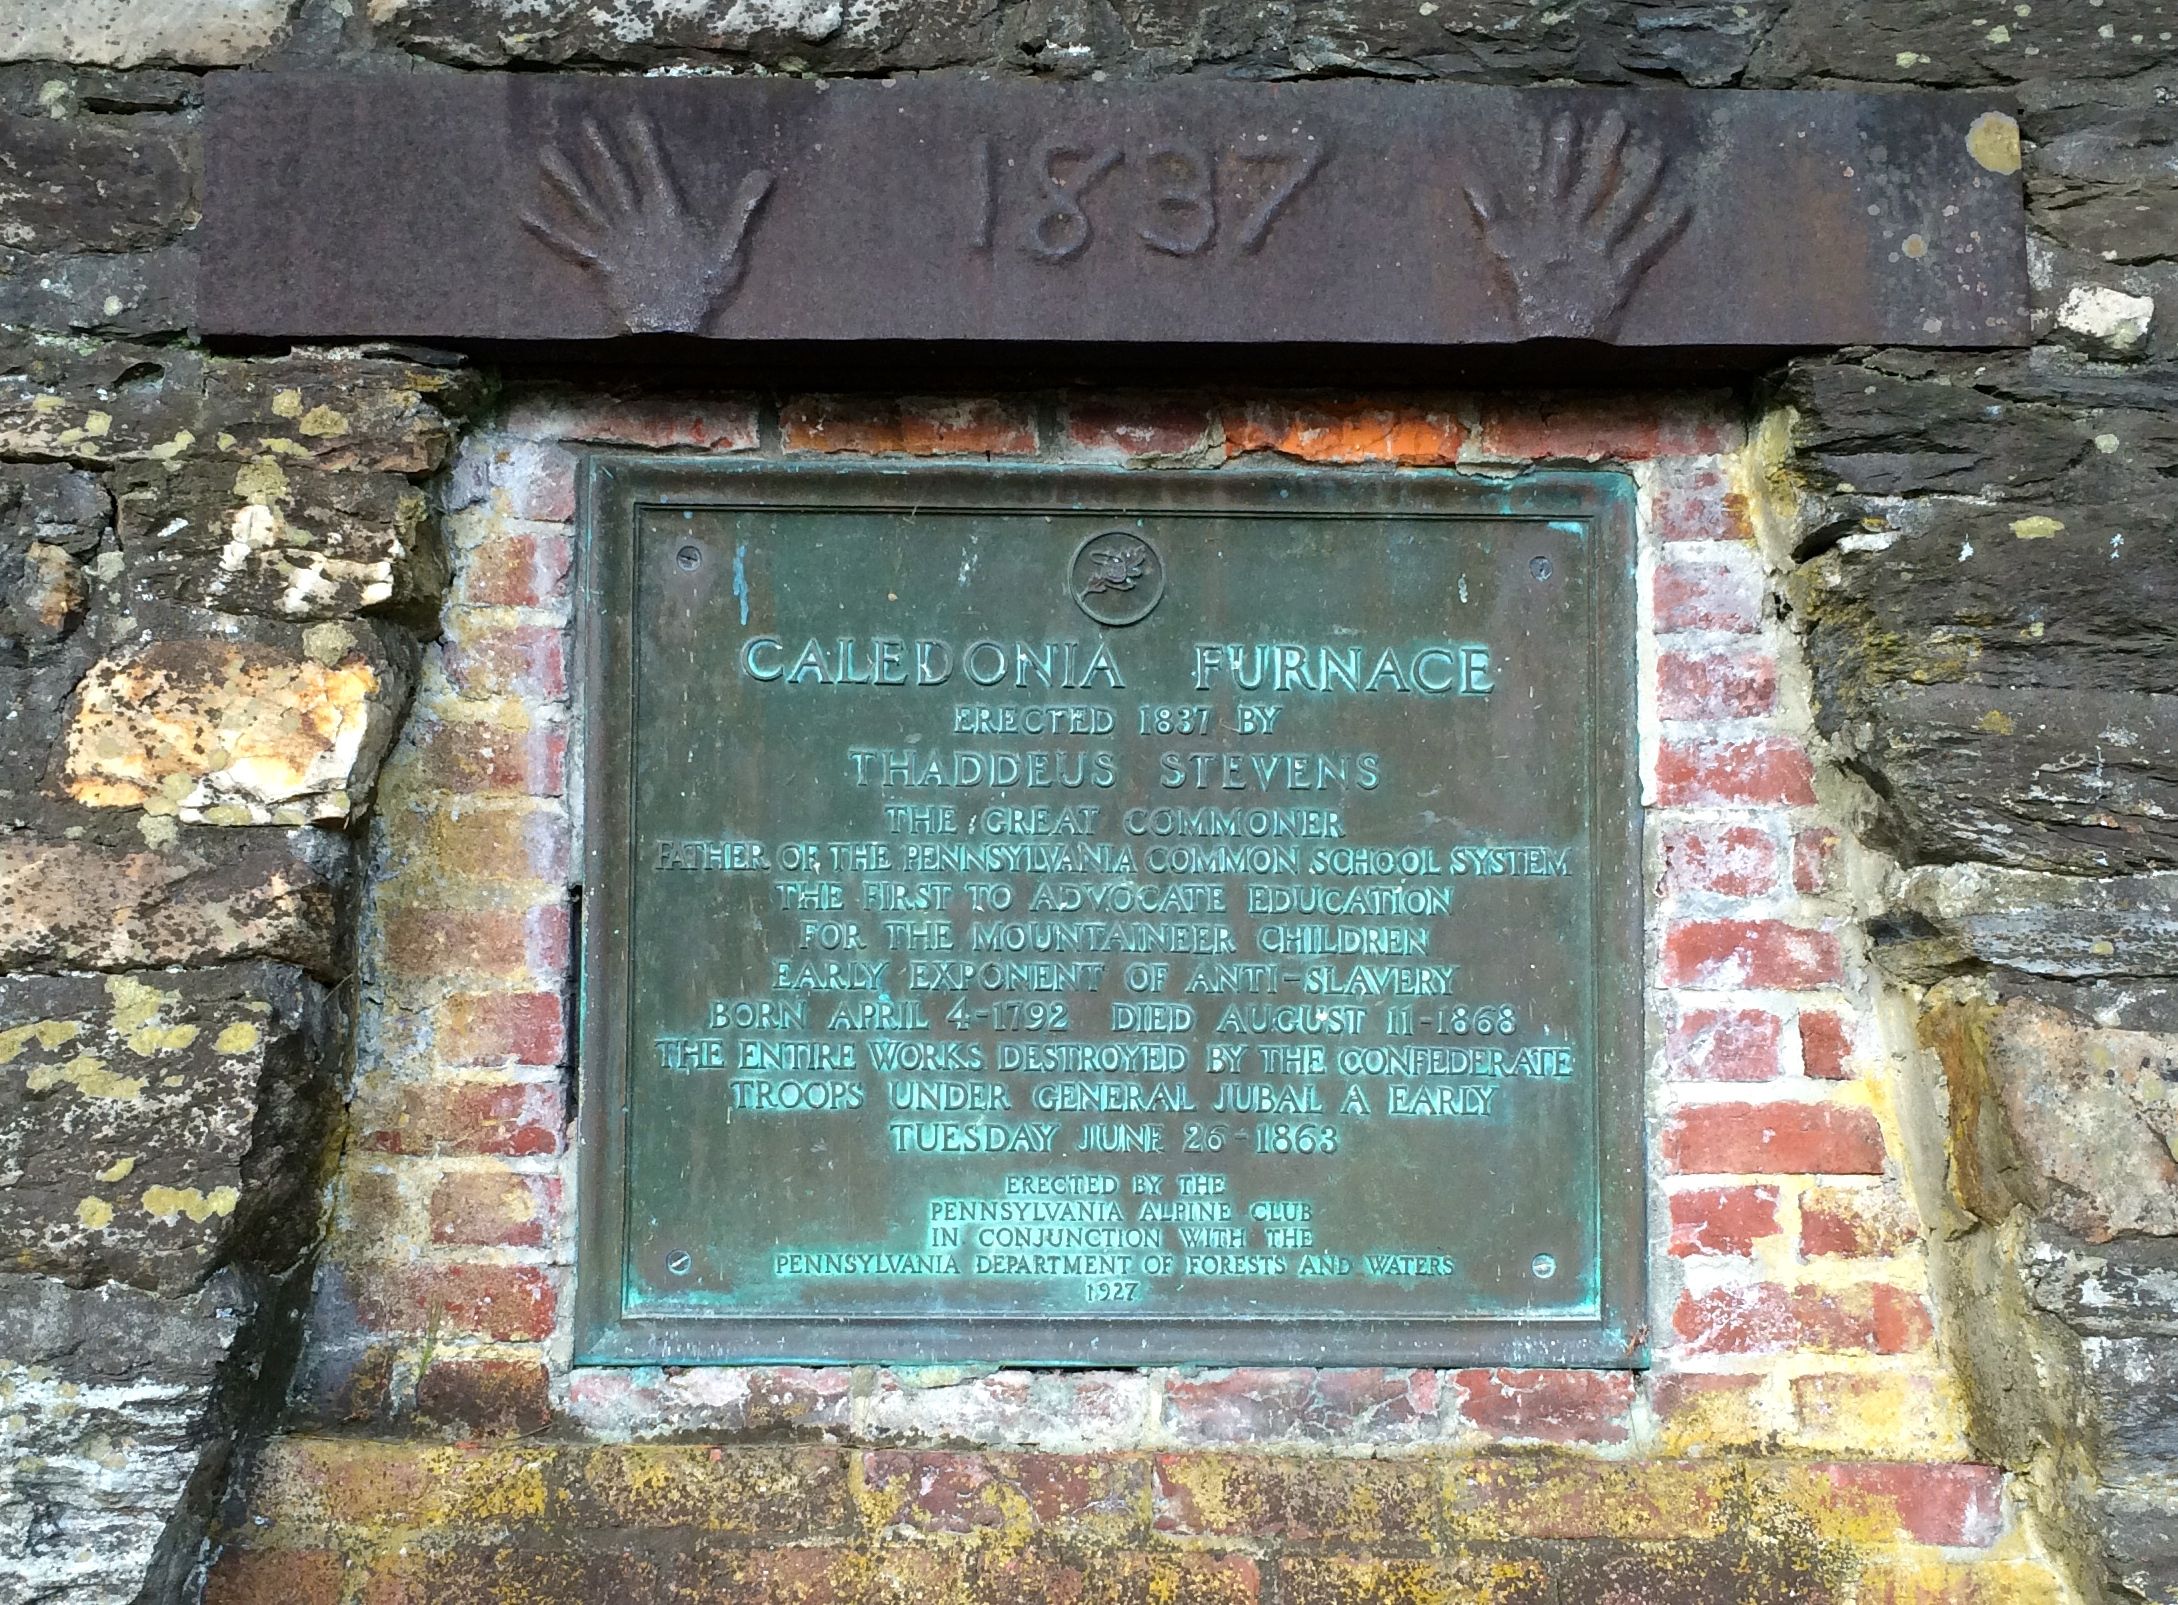 1837
CALEDONIA FURNACE
ERECTED 1837 BY
THADDEUS STEVENS
THE GREAT COMMONER
FATHER OF THE PENNSYLVANIA COMMON SCHOOL SYSTEM
THE FIRST TO ADVOCATE EDUCATION
FOR THE MOUNTAINEER CHILDREN
EARLY EXPONENT OF ANTI-SLAVERY
BORN APRIL 4-1792 DIED AUGUST 11-1868
THE ENTIRE WORKS DESTROYED BY THE CONFEDERATE
TROOPS UNDER GENERAL JUBAL A EARLY
TUESDAY JUNE 26-1863
ERECTED BY THE
PENNSYLVANIA ALPINE CLUB
IN CONJUNCTION WITH THE
PENNSYLVANIA DEPARTMENT OF FORESTS AND WATERS
1927